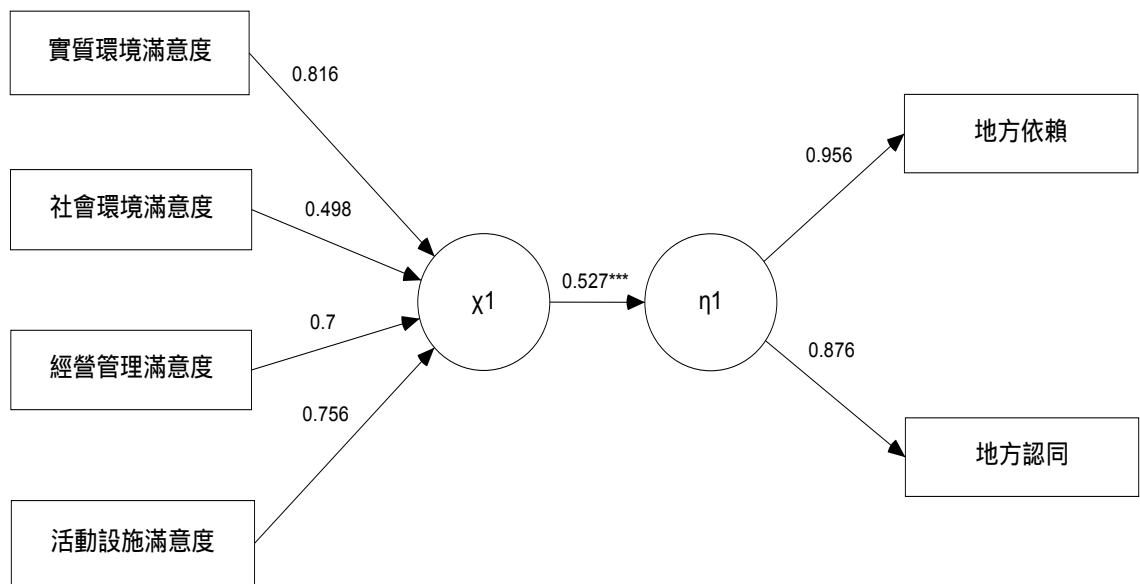 實質環境滿意度
0.816
地方依賴
0.956
社會環境滿意度
0.498
χ1
0.527***
η1
0.7
經營管理滿意度
0.876
0.756
地方認同
活動設施滿意度